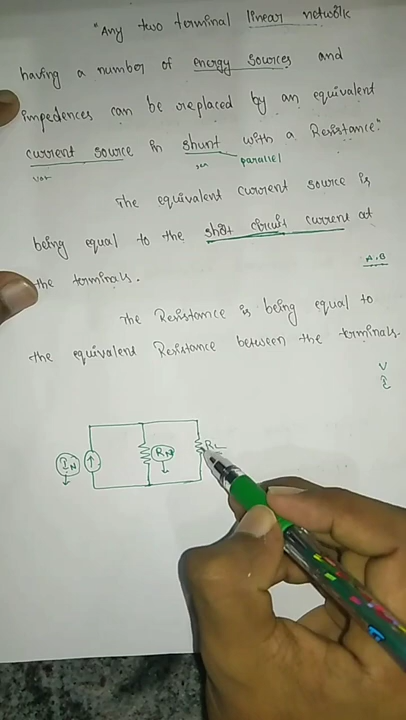 "Any two terminal linear network
having a number of energy sources and
impedences can be replaced by an equivalent
current source in shunt with a Resistance."
parallel
The equivalent current source is
being equal to the short circuit current at
the terminals.
A.B
The Resistance is being equal to
the equivalent Resistance between the terminals.
V
I
IN
RN
RL